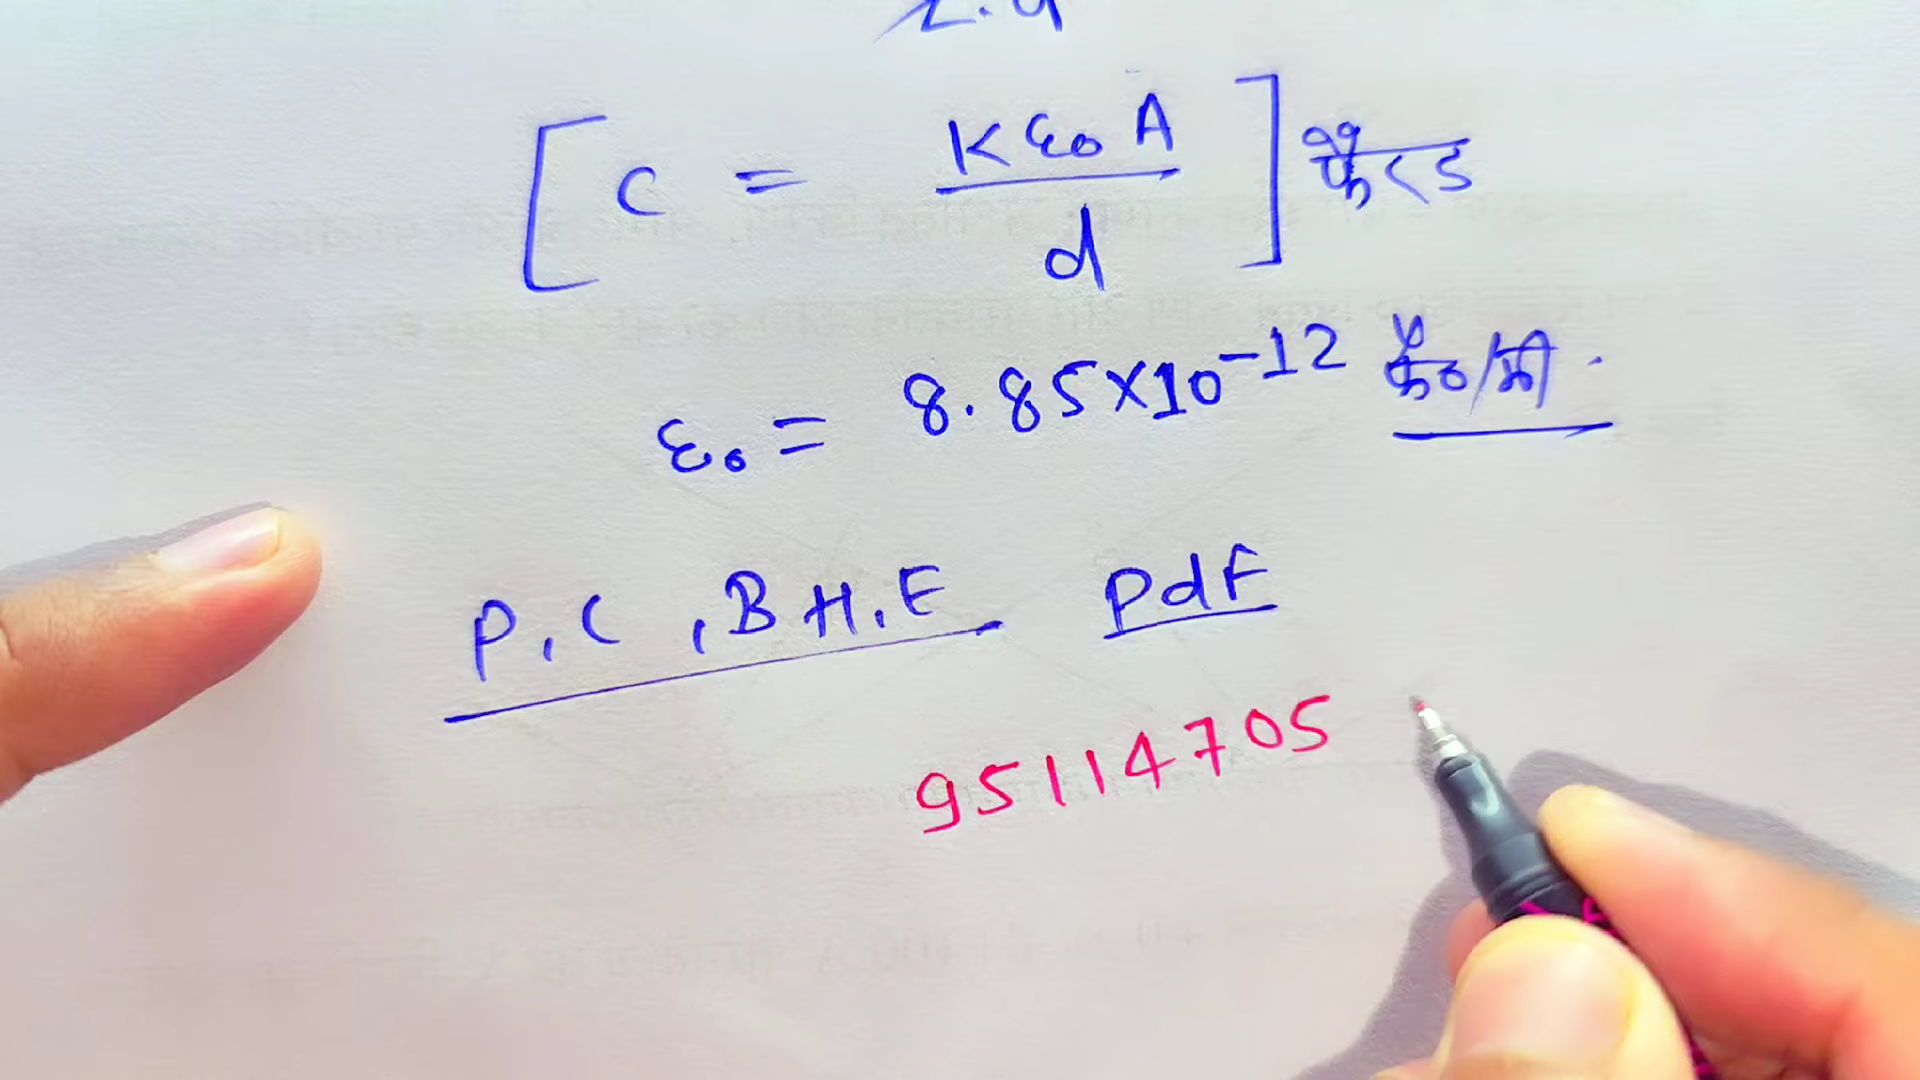 [ C = Kε₀A / d ] फैरड
ε₀ = 8.85×10⁻¹² फै०/मी .
P, C , B H, E Pdf
95114705